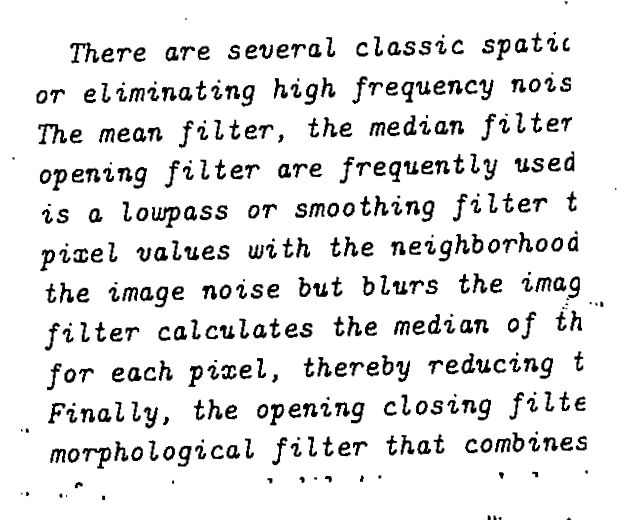 There are several classic spatic
or eliminating high frequency nois
The mean filter, the median filter
opening filter are frequently used
is a lowpass or smoothing filter t
pixel values with the neighborhood
the image noise but blurs the imag
filter calculates the median of th
for each pixel, thereby reducing t
Finally, the opening closing filte
morphological filter that combines